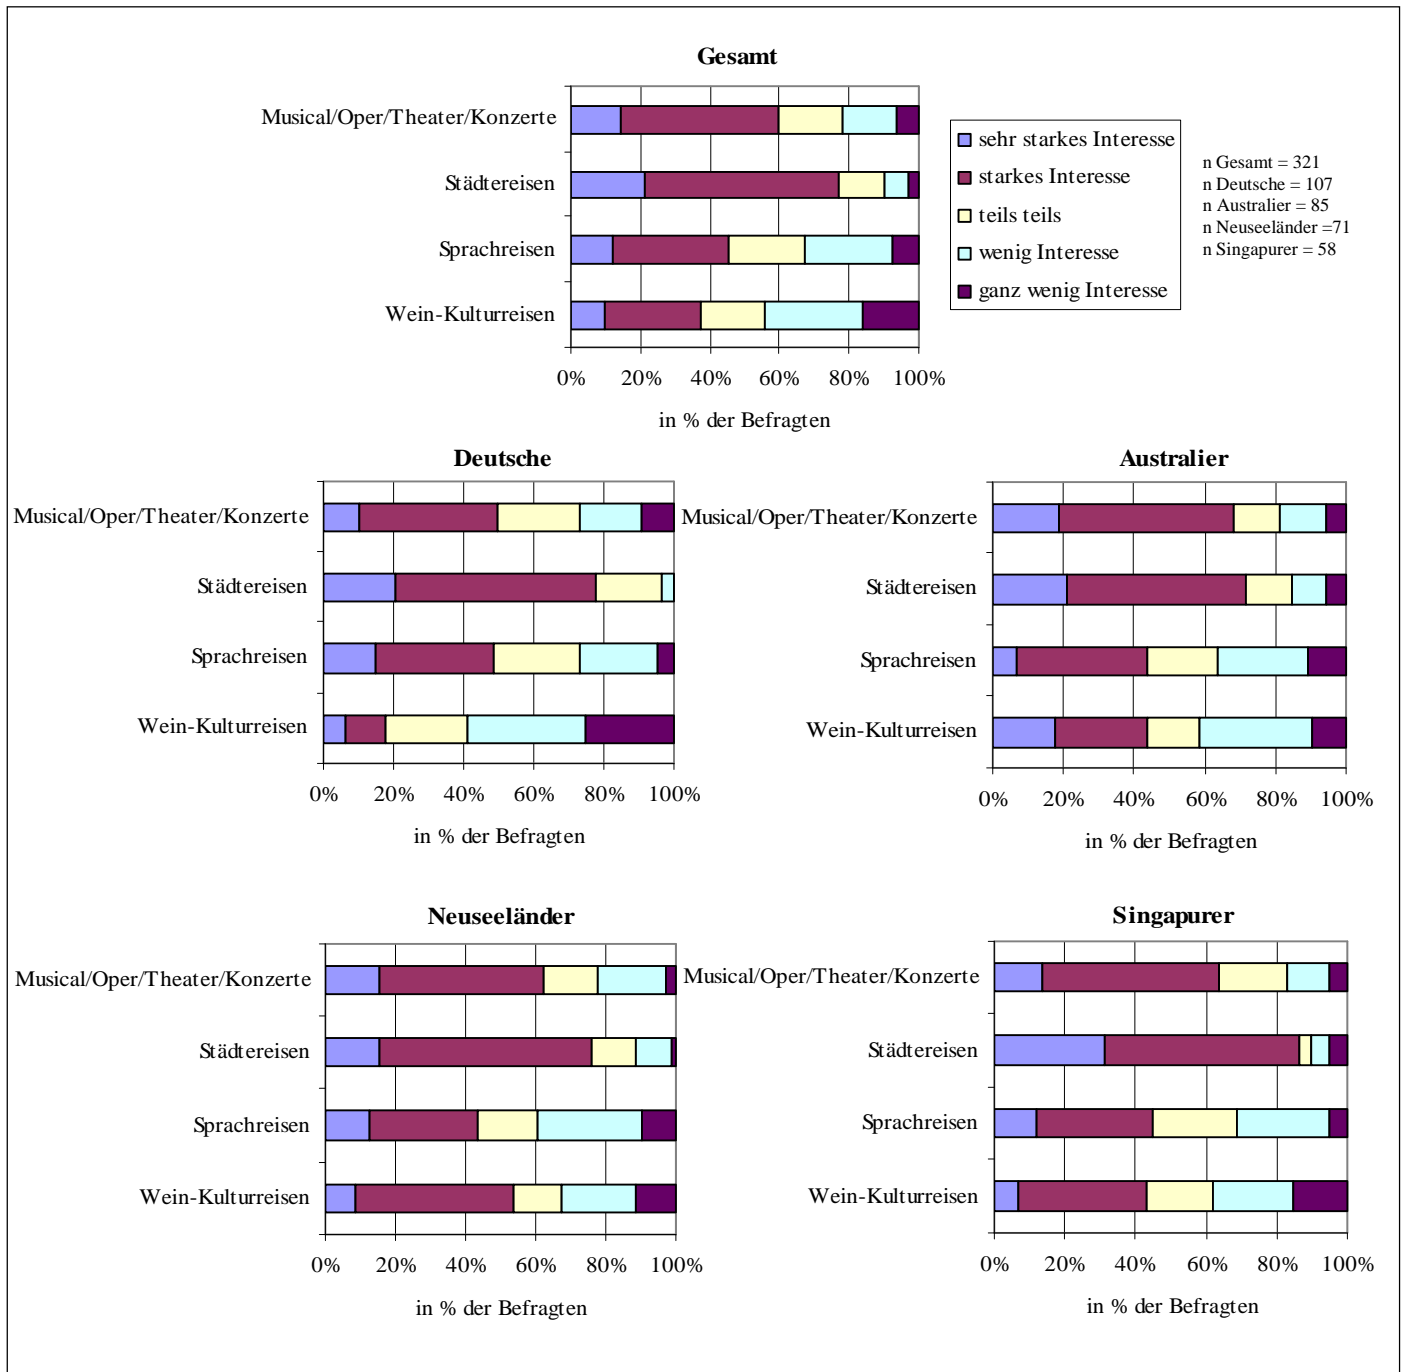 Gesamt
Musical/Oper/Theater/Konzerte
Städtereisen
Sprachreisen
Wein-Kulturreisen
0% 20% 40% 60% 80% 100%
in % der Befragten
sehr starkes Interesse
starkes Interesse
teils teils
wenig Interesse
ganz wenig Interesse
n Gesamt = 321
n Deutsche = 107
n Australier = 85
n Neuseeländer =71
n Singapurer = 58
Deutsche
Musical/Oper/Theater/Konzerte
Städtereisen
Sprachreisen
Wein-Kulturreisen
0% 20% 40% 60% 80% 100%
in % der Befragten
Australier
Musical/Oper/Theater/Konzerte
Städtereisen
Sprachreisen
Wein-Kulturreisen
0% 20% 40% 60% 80% 100%
in % der Befragten
Neuseeländer
Musical/Oper/Theater/Konzerte
Städtereisen
Sprachreisen
Wein-Kulturreisen
0% 20% 40% 60% 80% 100%
in % der Befragten
Singapurer
Musical/Oper/Theater/Konzerte
Städtereisen
Sprachreisen
Wein-Kulturreisen
0% 20% 40% 60% 80% 100%
in % der Befragten